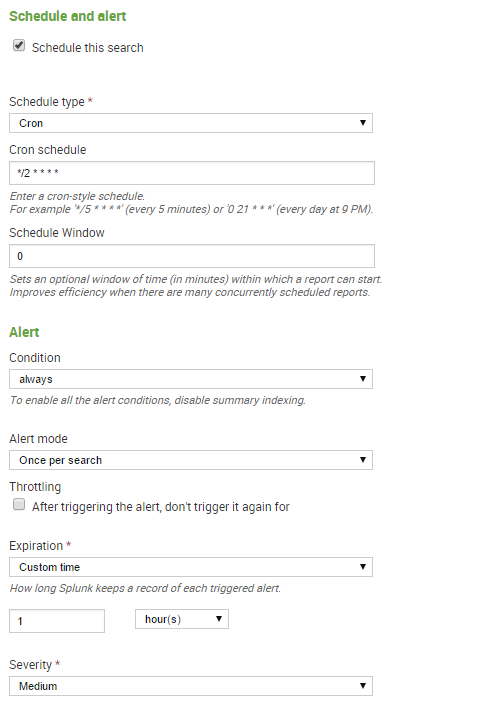 Schedule and alert
Schedule this search
Schedule type *
Cron
Cron schedule
*/2 * * * *
Enter a cron-style schedule.
For example '*/5 * * * *' (every 5 minutes) or '0 21 * * *' (every day at 9 PM).
Schedule Window
0
Sets an optional window of time (in minutes) within which a report can start.
Improves efficiency when there are many concurrently scheduled reports.
Alert
Condition
always
To enable all the alert conditions, disable summary indexing.
Alert mode
Once per search
Throttling
After triggering the alert, don't trigger it again for
Expiration *
Custom time
How long Splunk keeps a record of each triggered alert.
1 hour(s)
Severity *
Medium